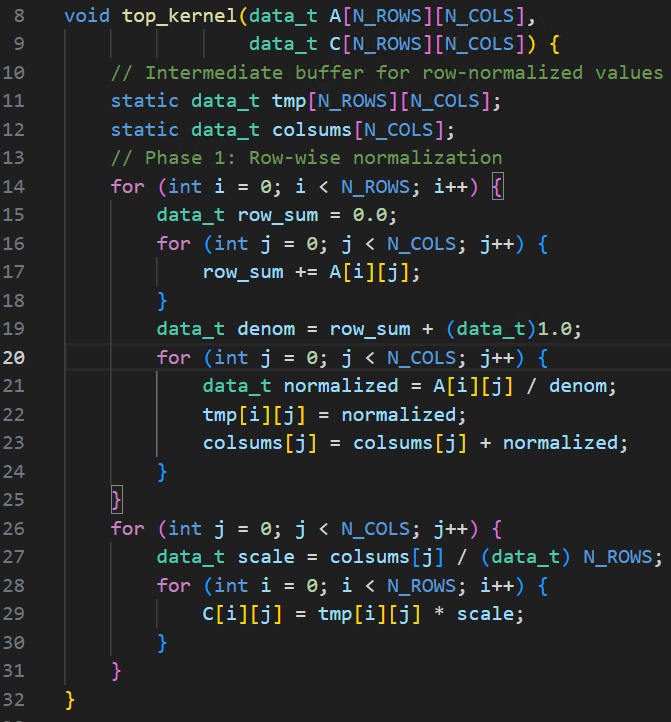 8 void top_kernel(data_t A[N_ROWS][N_COLS],
9 data_t C[N_ROWS][N_COLS]) {
10 // Intermediate buffer for row-normalized values
11 static data_t tmp[N_ROWS][N_COLS];
12 static data_t colsums[N_COLS];
13 // Phase 1: Row-wise normalization
14 for (int i = 0; i < N_ROWS; i++) {
15 data_t row_sum = 0.0;
16 for (int j = 0; j < N_COLS; j++) {
17 row_sum += A[i][j];
18 }
19 data_t denom = row_sum + (data_t)1.0;
20 for (int j = 0; j < N_COLS; j++) {
21 data_t normalized = A[i][j] / denom;
22 tmp[i][j] = normalized;
23 colsums[j] = colsums[j] + normalized;
24 }
25 }
26 for (int j = 0; j < N_COLS; j++) {
27 data_t scale = colsums[j] / (data_t) N_ROWS;
28 for (int i = 0; i < N_ROWS; i++) {
29 C[i][j] = tmp[i][j] * scale;
30 }
31 }
32 }